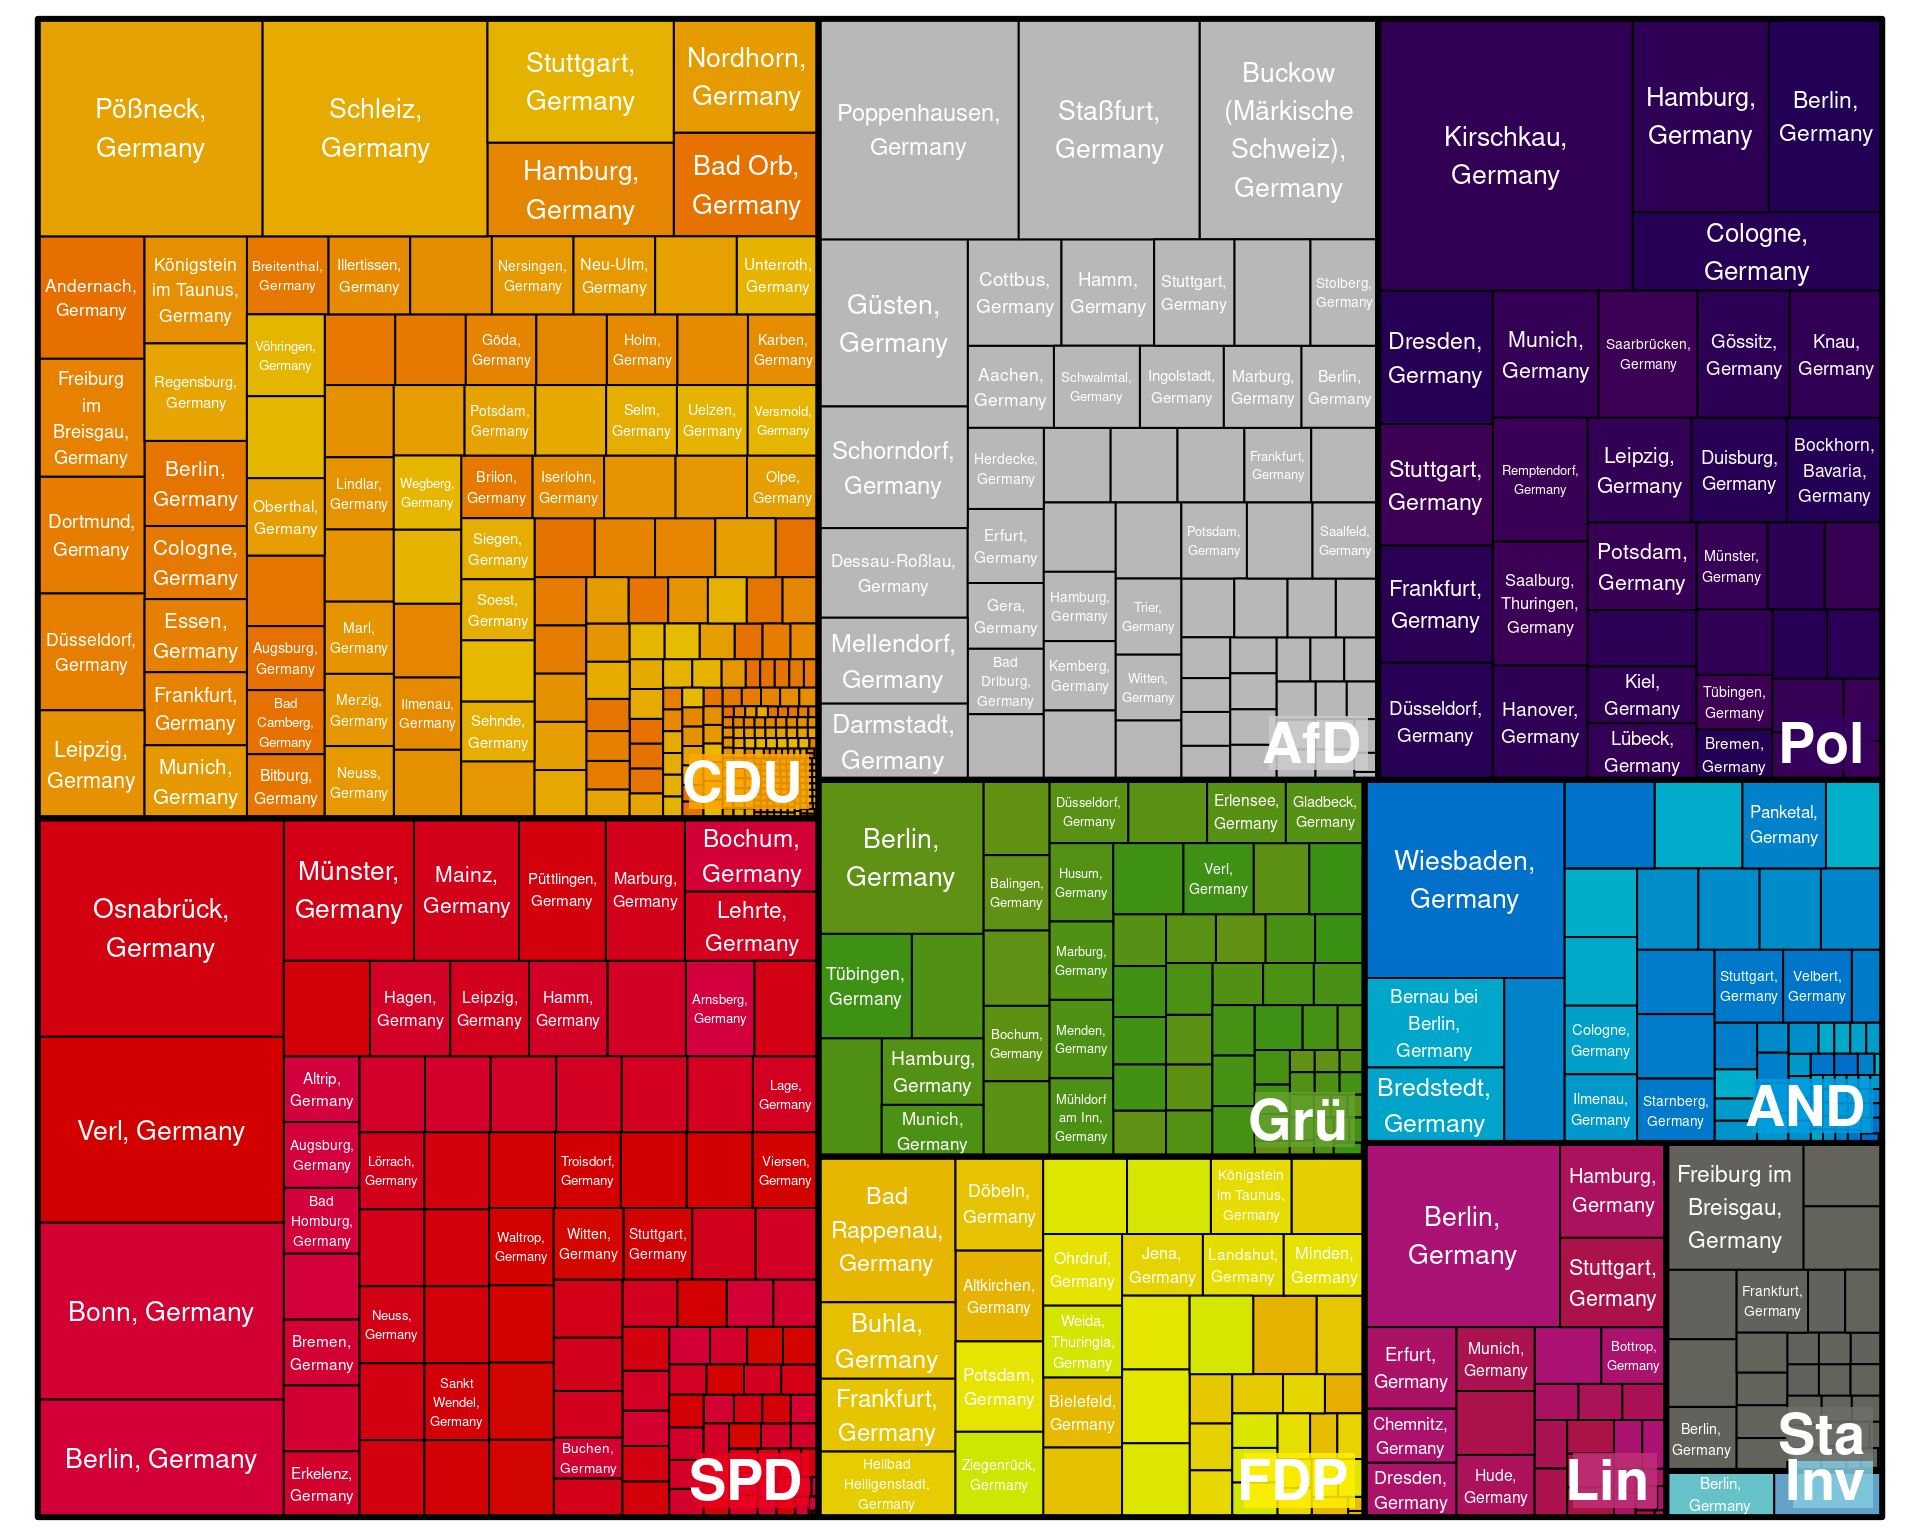 Pößneck,
Germany
Schleiz,
Germany
Stuttgart,
Germany
Hamburg,
Germany
Nordhorn,
Germany
Bad Orb,
Germany
Andernach,
Germany
Freiburg
im
Breisgau,
Germany
Dortmund,
Germany
Düsseldorf,
Germany
Leipzig,
Germany
Königstein
im Taunus,
Germany
Regensburg,
Germany
Berlin,
Germany
Cologne,
Germany
Essen,
Germany
Frankfurt,
Germany
Munich,
Germany
Breitenthal,
Germany
Illertissen,
Germany
Nersingen,
Germany
Neu-Ulm,
Germany
Unterroth,
Germany
Vöhringen,
Germany
Oberthal,
Germany
Augsburg,
Germany
Bad
Camberg,
Germany
Bitburg,
Germany
Göda,
Germany
Holm,
Germany
Karben,
Germany
Potsdam,
Germany
Selm,
Germany
Uelzen,
Germany
Versmold,
Germany
Lindlar,
Germany
Marl,
Germany
Merzig,
Germany
Neuss,
Germany
Wegberg,
Germany
Ilmenau,
Germany
Brilon,
Germany
Iserlohn,
Germany
Olpe,
Germany
Siegen,
Germany
Soest,
Germany
Sehnde,
Germany
CDU
Poppenhausen,
Germany
Staßfurt,
Germany
Buckow
(Märkische
Schweiz),
Germany
Güsten,
Germany
Schorndorf,
Germany
Dessau-Roßlau,
Germany
Mellendorf,
Germany
Darmstadt,
Germany
Cottbus,
Germany
Hamm,
Germany
Stuttgart,
Germany
Stolberg,
Germany
Aachen,
Germany
Schwalmtal,
Germany
Ingolstadt,
Germany
Marburg,
Germany
Berlin,
Germany
Herdecke,
Germany
Erfurt,
Germany
Gera,
Germany
Bad
Driburg,
Germany
Frankfurt,
Germany
Hamburg,
Germany
Kemberg,
Germany
Trier,
Germany
Witten,
Germany
Potsdam,
Germany
Saalfeld,
Germany
AfD
Kirschkau,
Germany
Hamburg,
Germany
Berlin,
Germany
Cologne,
Germany
Dresden,
Germany
Stuttgart,
Germany
Frankfurt,
Germany
Düsseldorf,
Germany
Munich,
Germany
Saarbrücken,
Germany
Gössitz,
Germany
Knau,
Germany
Remptendorf,
Germany
Saalburg,
Thuringen,
Germany
Hanover,
Germany
Leipzig,
Germany
Duisburg,
Germany
Bockhorn,
Bavaria,
Germany
Potsdam,
Germany
Münster,
Germany
Kiel,
Germany
Lübeck,
Germany
Tübingen,
Germany
Bremen,
Germany
Pol
Osnabrück,
Germany
Verl, Germany
Bonn, Germany
Berlin, Germany
Münster,
Germany
Mainz,
Germany
Püttlingen,
Germany
Marburg,
Germany
Bochum,
Germany
Lehrte,
Germany
Hagen,
Germany
Leipzig,
Germany
Hamm,
Germany
Arnsberg,
Germany
Altrip,
Germany
Augsburg,
Germany
Bad
Homburg,
Germany
Bremen,
Germany
Erkelenz,
Germany
Lage,
Germany
Lörrach,
Germany
Troisdorf,
Germany
Viersen,
Germany
Neuss,
Germany
Sankt
Wendel,
Germany
Waltrop,
Germany
Witten,
Germany
Stuttgart,
Germany
Buchen,
Germany
SPD
Berlin,
Germany
Tübingen,
Germany
Hamburg,
Germany
Munich,
Germany
Balingen,
Germany
Bochum,
Germany
Düsseldorf,
Germany
Erlensee,
Germany
Gladbeck,
Germany
Husum,
Germany
Verl,
Germany
Marburg,
Germany
Menden,
Germany
Mühldorf
am Inn,
Germany
Grü
Wiesbaden,
Germany
Bernau bei
Berlin,
Germany
Bredstedt,
Germany
Panketal,
Germany
Cologne,
Germany
Ilmenau,
Germany
Stuttgart,
Germany
Velbert,
Germany
Starnberg,
Germany
AND
Bad
Rappenau,
Germany
Buhla,
Germany
Frankfurt,
Germany
Heilbad
Heiligenstadt,
Germany
Döbeln,
Germany
Altkirchen,
Germany
Potsdam,
Germany
Ziegenrück,
Germany
Königstein
im Taunus,
Germany
Ohrdruf,
Germany
Jena,
Germany
Landshut,
Germany
Minden,
Germany
Weida,
Thuringia,
Germany
Bielefeld,
Germany
FDP
Berlin,
Germany
Hamburg,
Germany
Stuttgart,
Germany
Erfurt,
Germany
Chemnitz,
Germany
Dresden,
Germany
Munich,
Germany
Hude,
Germany
Bottrop,
Germany
Lin
Freiburg im
Breisgau,
Germany
Frankfurt,
Germany
Berlin,
Germany
Sta
Berlin,
Germany
Inv